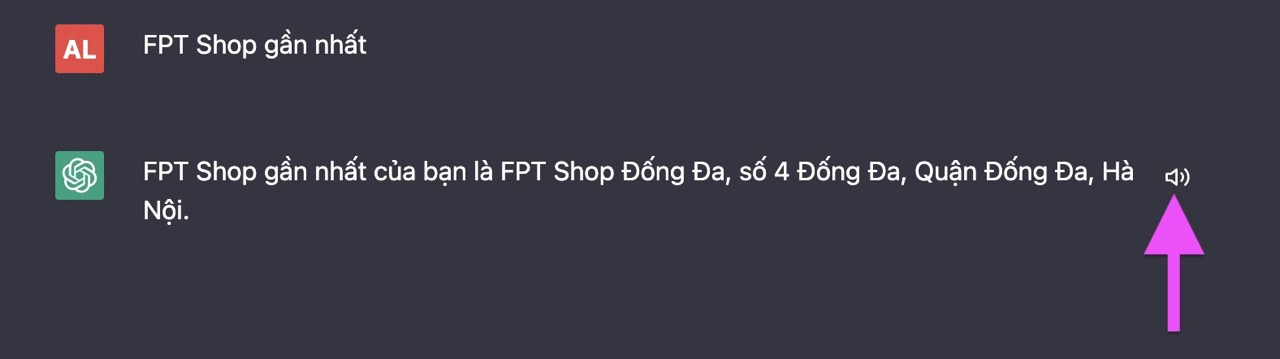 AL
FPT Shop gần nhất
FPT Shop gần nhất của bạn là FPT Shop Đống Đa, số 4 Đống Đa, Quận Đống Đa, Hà
Nội.